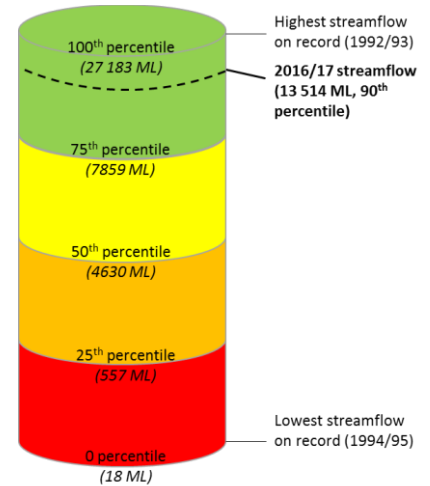 Highest streamflow
on record (1992/93)
100th percentile
(27 183 ML)
2016/17 streamflow
(13 514 ML, 90th
percentile)
75th percentile
(7859 ML)
50th percentile
(4630 ML)
25th percentile
(557 ML)
Lowest streamflow
on record (1994/95)
0 percentile
(18 ML)